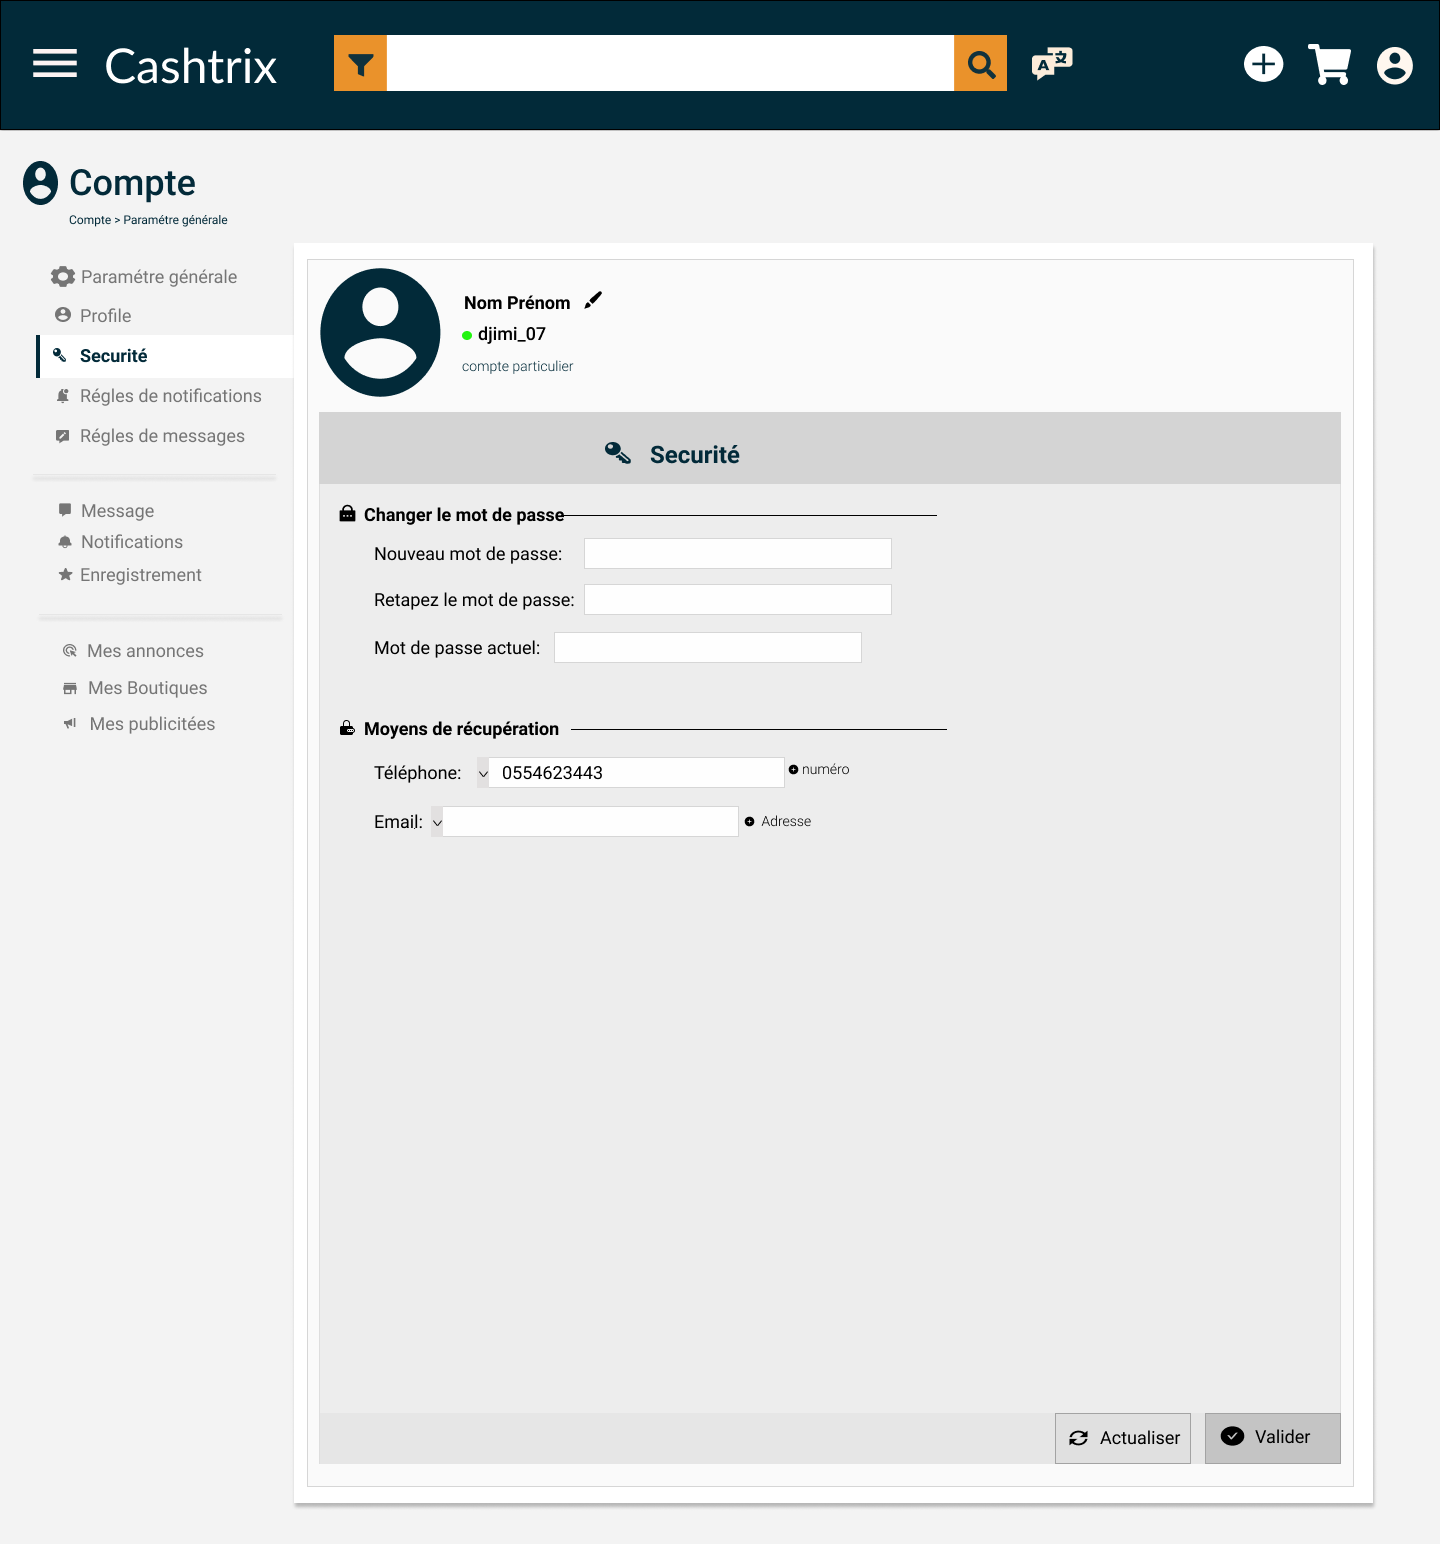 Cashtrix
Compte
Compte > Paramétre générale
Paramétre générale
Profile
Securité
Régles de notifications
Régles de messages
Message
Notifications
Enregistrement
Mes annonces
Mes Boutiques
Mes publicitées
Nom Prénom
djimi_07
compte particulier
Securité
Changer le mot de passe
Nouveau mot de passe:
Retapez le mot de passe:
Mot de passe actuel:
Moyens de récupération
Téléphone: 0554623443 numéro
Email: Adresse
Actualiser Valider